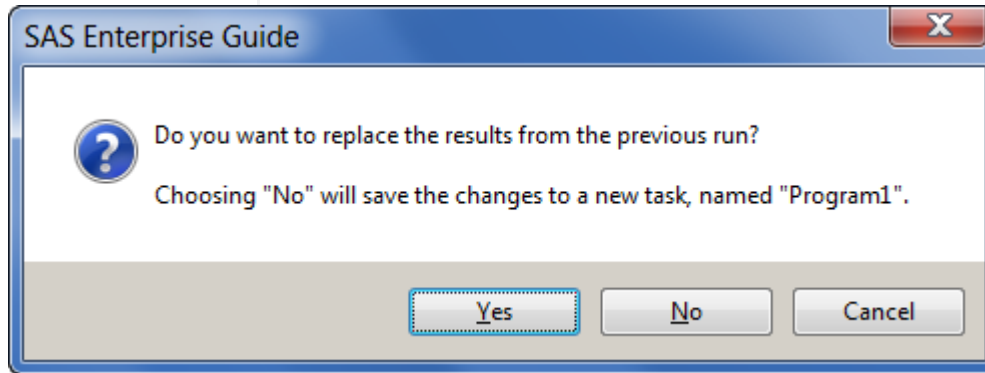 SAS Enterprise Guide
Do you want to replace the results from the previous run?
Choosing "No" will save the changes to a new task, named "Program1".
Yes No Cancel